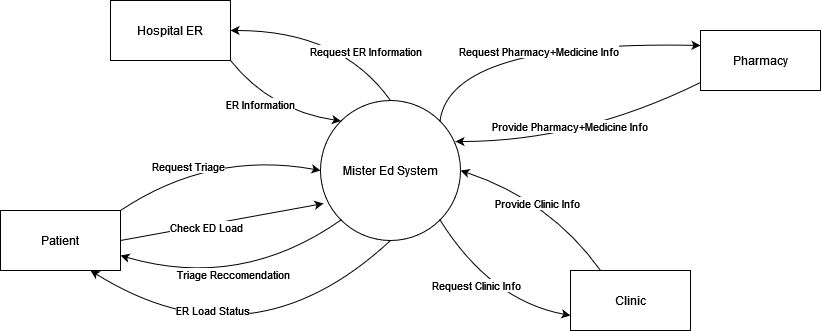 Hospital ER
Request ER Information
Request Pharmacy+Medicine Info
Pharmacy
ER Information
Provide Pharmacy+Medicine Info
Request Triage
Mister Ed System
Provide Clinic Info
Check ED Load
Patient
Triage Reccomendation
Request Clinic Info
Clinic
ER Load Status